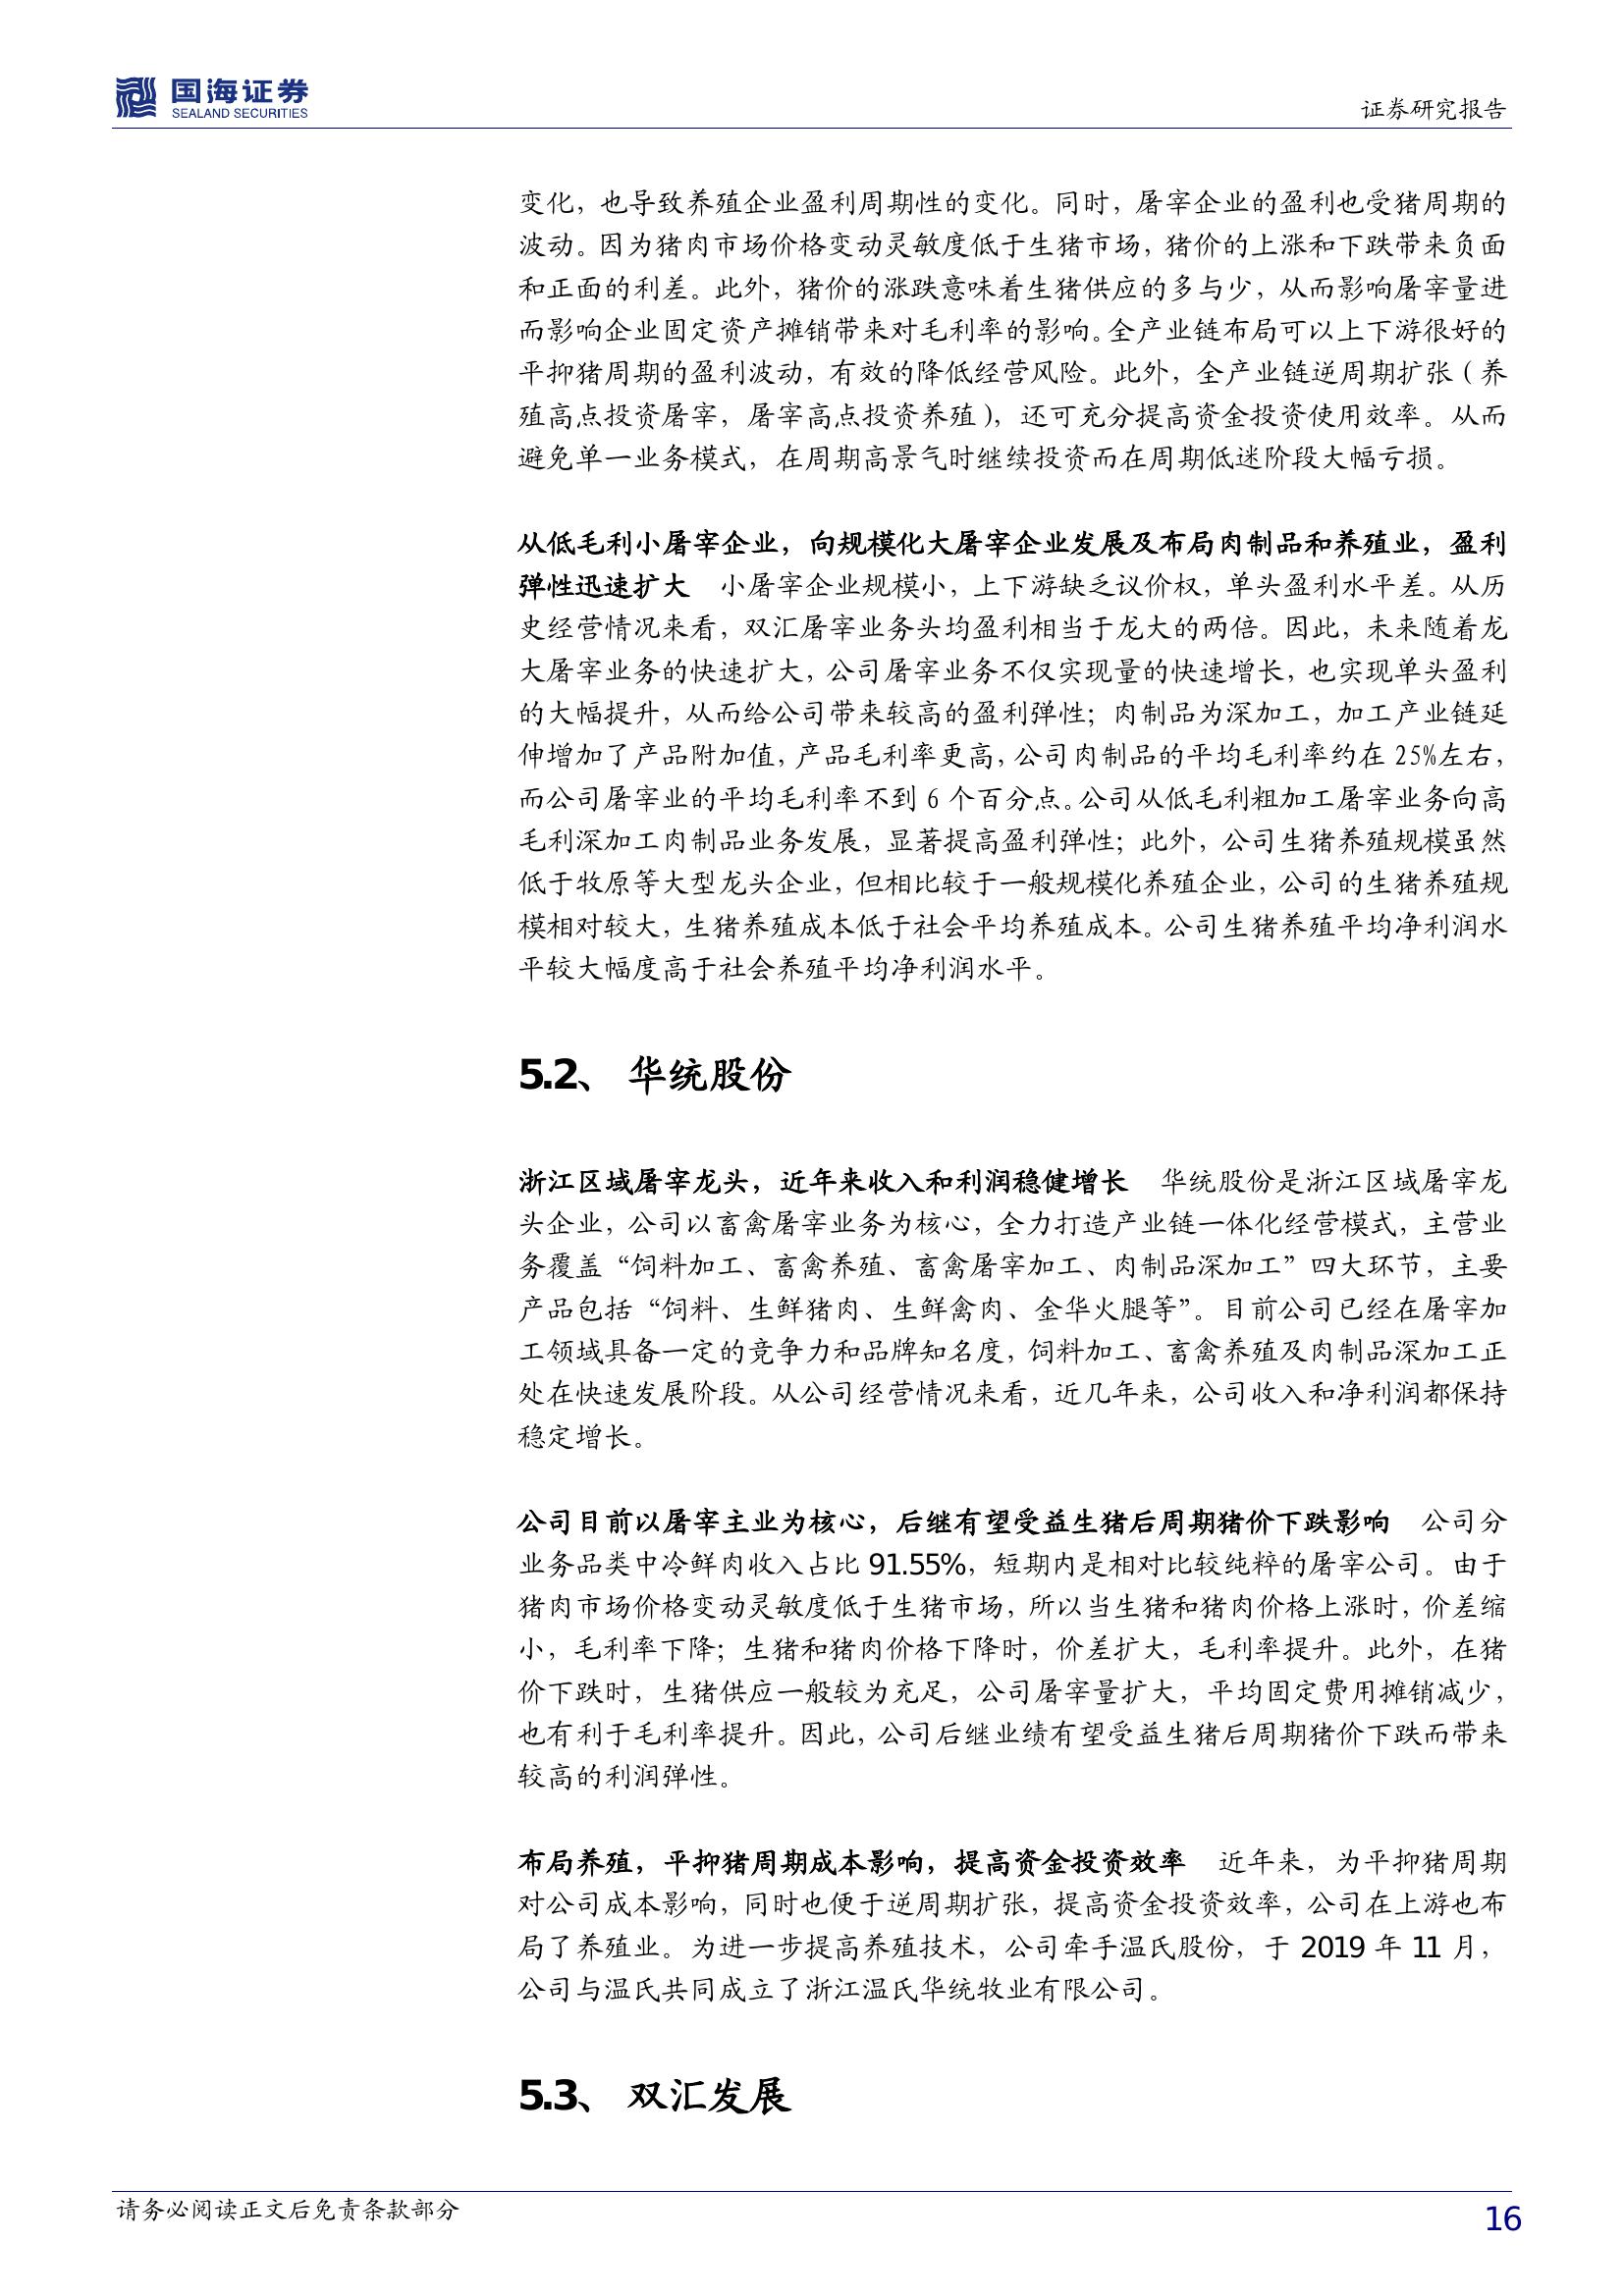 国海证券
SEALAND SECURITIES
证券研究报告
变化，也导致养殖企业盈利周期性的变化。同时，屠宰企业的盈利也受猪周期的
波动。因为猪肉市场价格变动灵敏度低于生猪市场，猪价的上涨和下跌带来负面
和正面的利差。此外，猪价的涨跌意味着生猪供应的多与少，从而影响屠宰量进
而影响企业固定资产摊销带来对毛利率的影响。全产业链布局可以上下游很好的
平抑猪周期的盈利波动，有效的降低经营风险。此外，全产业链逆周期扩张（养
殖高点投资屠宰，屠宰高点投资养殖），还可充分提高资金投资使用效率。从而
避免单一业务模式，在周期高景气时继续投资而在周期低迷阶段大幅亏损。
从低毛利小屠宰企业，向规模化大屠宰企业发展及布局肉制品和养殖业，盈利
弹性迅速扩大 小屠宰企业规模小，上下游缺乏议价权，单头盈利水平差。从历
史经营情况来看，双汇屠宰业务头均盈利相当于龙大的两倍。因此，未来随着龙
大屠宰业务的快速扩大，公司屠宰业务不仅实现量的快速增长，也实现单头盈利
的大幅提升，从而给公司带来较高的盈利弹性；肉制品为深加工，加工产业链延
伸增加了产品附加值，产品毛利率更高，公司肉制品的平均毛利率约在 25%左右，
而公司屠宰业的平均毛利率不到 6 个百分点。公司从低毛利粗加工屠宰业务向高
毛利深加工肉制品业务发展，显著提高盈利弹性；此外，公司生猪养殖规模虽然
低于牧原等大型龙头企业，但相比较于一般规模化养殖企业，公司的生猪养殖规
模相对较大，生猪养殖成本低于社会平均养殖成本。公司生猪养殖平均净利润水
平较大幅度高于社会养殖平均净利润水平。
5.2、 华统股份
浙江区域屠宰龙头，近年来收入和利润稳健增长 华统股份是浙江区域屠宰龙
头企业，公司以畜禽屠宰业务为核心，全力打造产业链一体化经营模式，主营业
务覆盖“饲料加工、畜禽养殖、畜禽屠宰加工、肉制品深加工”四大环节，主要
产品包括“饲料、生鲜猪肉、生鲜禽肉、金华火腿等”。目前公司已经在屠宰加
工领域具备一定的竞争力和品牌知名度，饲料加工、畜禽养殖及肉制品深加工正
处在快速发展阶段。从公司经营情况来看，近几年来，公司收入和净利润都保持
稳定增长。
公司目前以屠宰主业为核心，后继有望受益生猪后周期猪价下跌影响 公司分
业务品类中冷鲜肉收入占比 91.55%，短期内是相对比较纯粹的屠宰公司。由于
猪肉市场价格变动灵敏度低于生猪市场，所以当生猪和猪肉价格上涨时，价差缩
小，毛利率下降；生猪和猪肉价格下降时，价差扩大，毛利率提升。此外，在猪
价下跌时，生猪供应一般较为充足，公司屠宰量扩大，平均固定费用摊销减少，
也有利于毛利率提升。因此，公司后继业绩有望受益生猪后周期猪价下跌而带来
较高的利润弹性。
布局养殖，平抑猪周期成本影响，提高资金投资效率 近年来，为平抑猪周期
对公司成本影响，同时也便于逆周期扩张，提高资金投资效率，公司在上游也布
局了养殖业。为进一步提高养殖技术，公司牵手温氏股份，于 2019 年 11 月，
公司与温氏共同成立了浙江温氏华统牧业有限公司。
5.3、 双汇发展
请务必阅读正文后免责条款部分
16